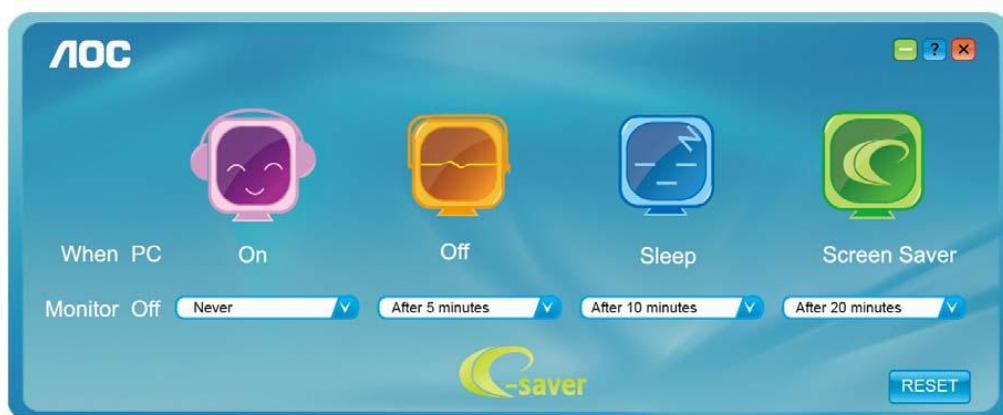 AOC
?
When PC On Off Sleep Screen Saver
Monitor Off Never After 5 minutes After 10 minutes After 20 minutes
e-saver
RESET